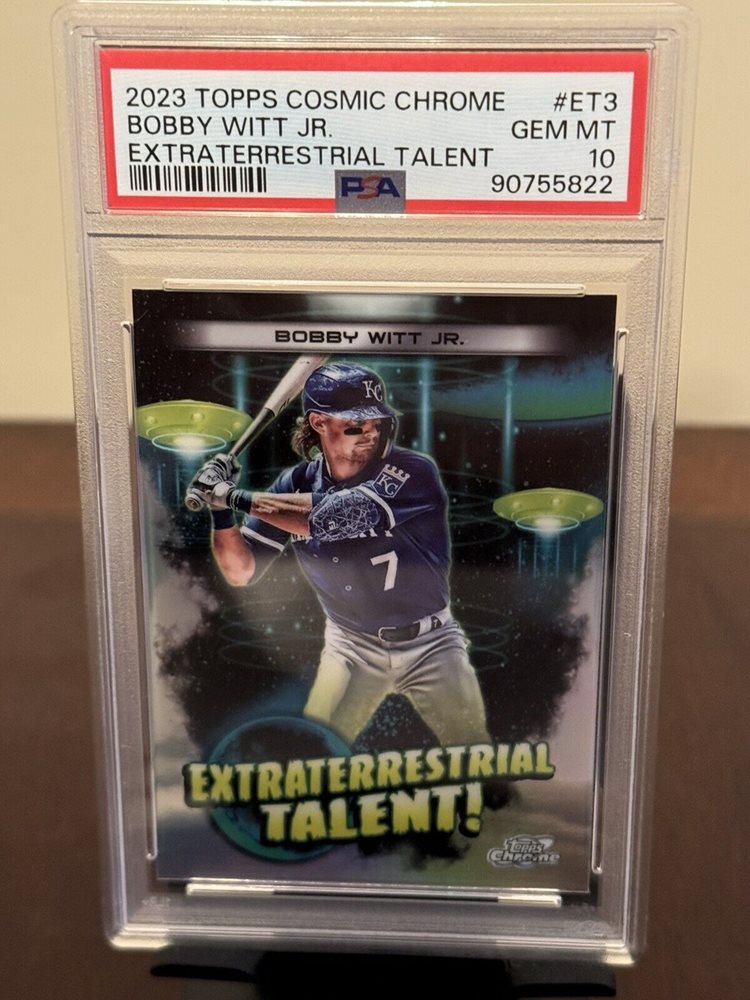 2023 TOPPS COSMIC CHROME #ET3
BOBBY WITT JR. GEM MT
EXTRATERRESTRIAL TALENT 10
PSA 90755822
BOBBY WITT JR.
KC
KC
7
7
EXTRATERRESTRIAL
TALENT!
Topps
Chrome